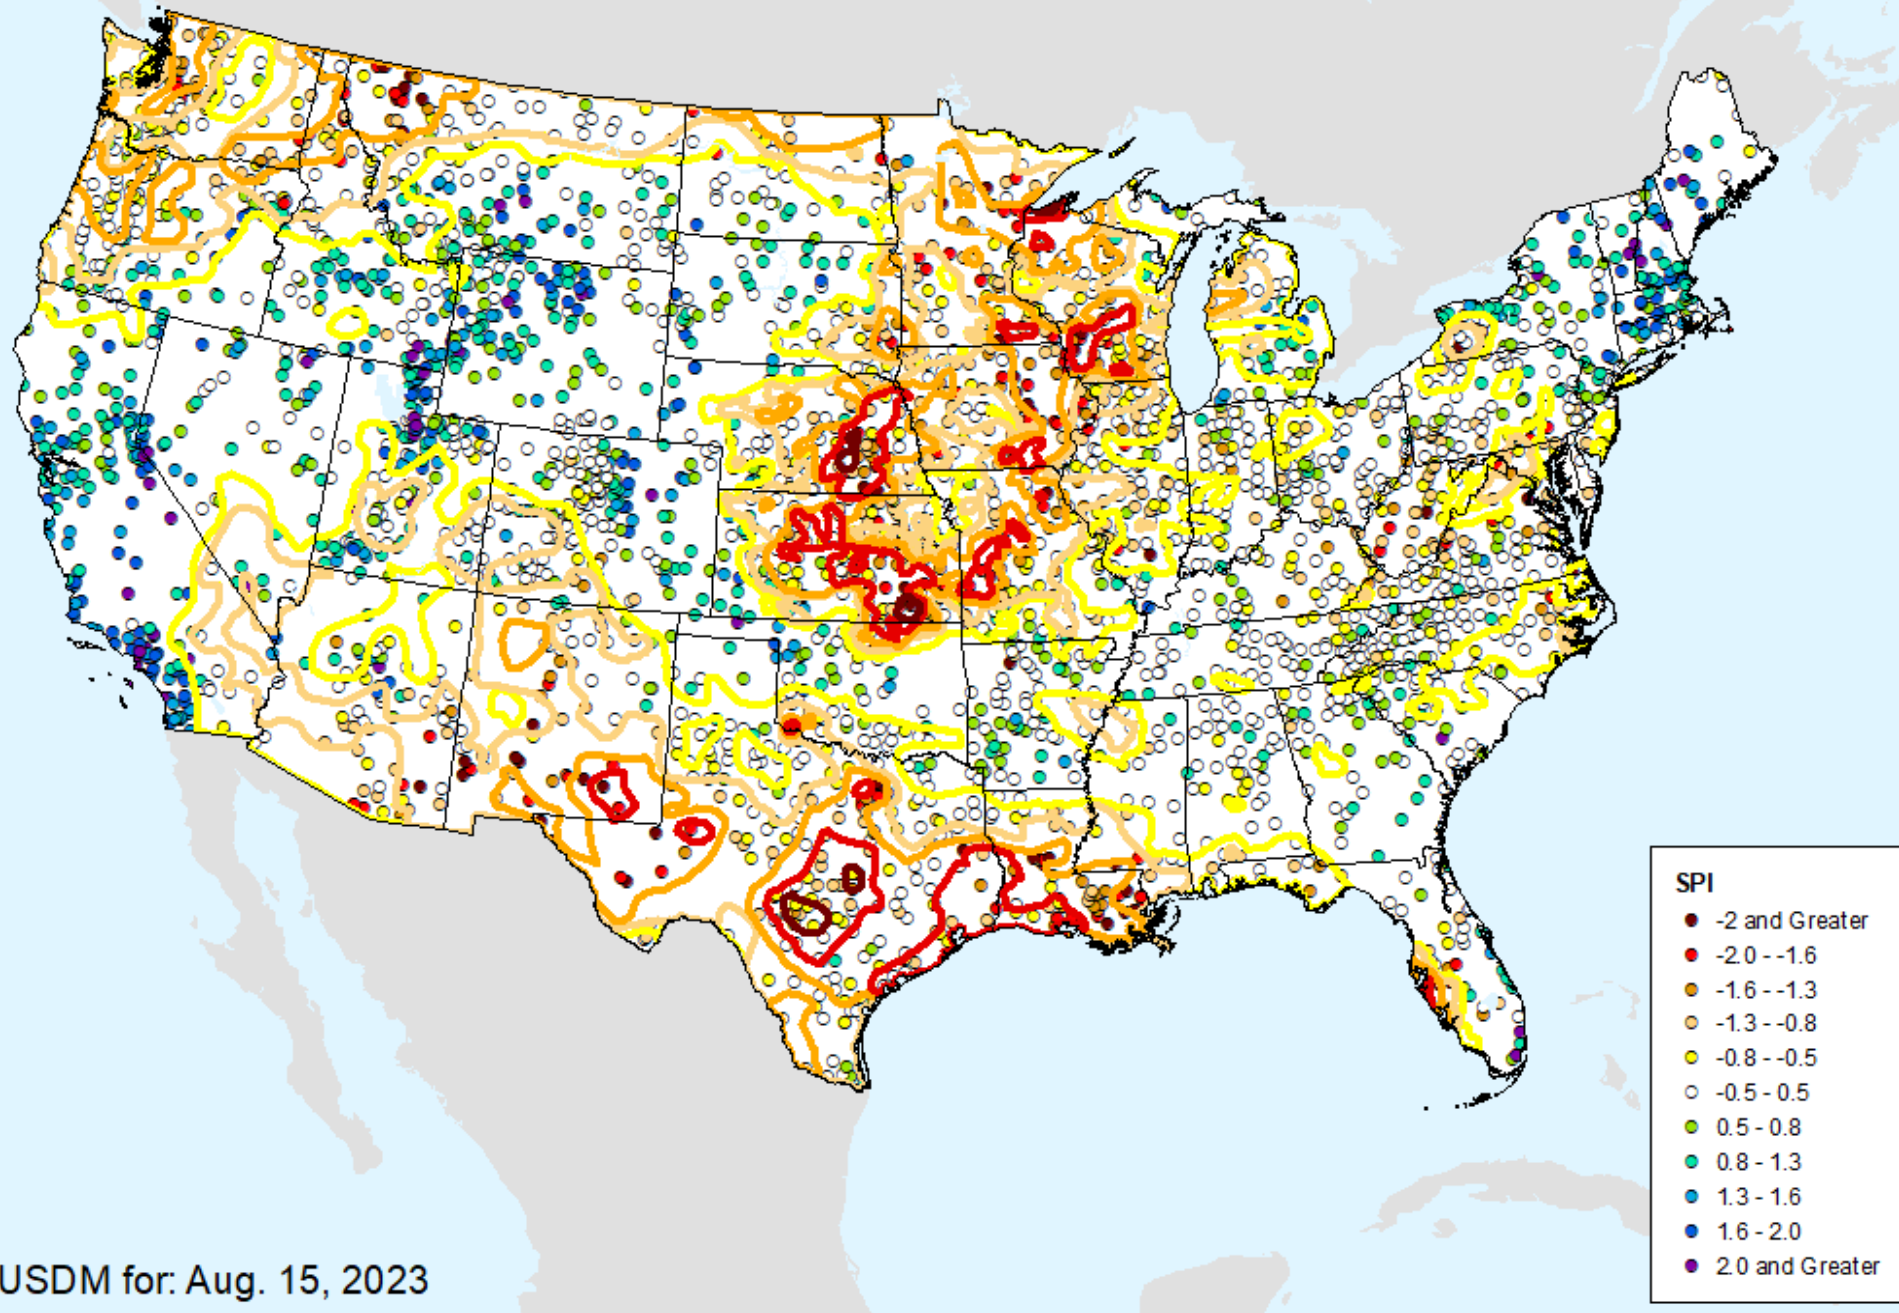 SPI
-2 and Greater
-2.0 - -1.6
-1.6 - -1.3
-1.3 - -0.8
-0.8 - -0.5
-0.5 - 0.5
0.5 - 0.8
0.8 - 1.3
1.3 - 1.6
1.6 - 2.0
2.0 and Greater
USDM for: Aug. 15, 2023